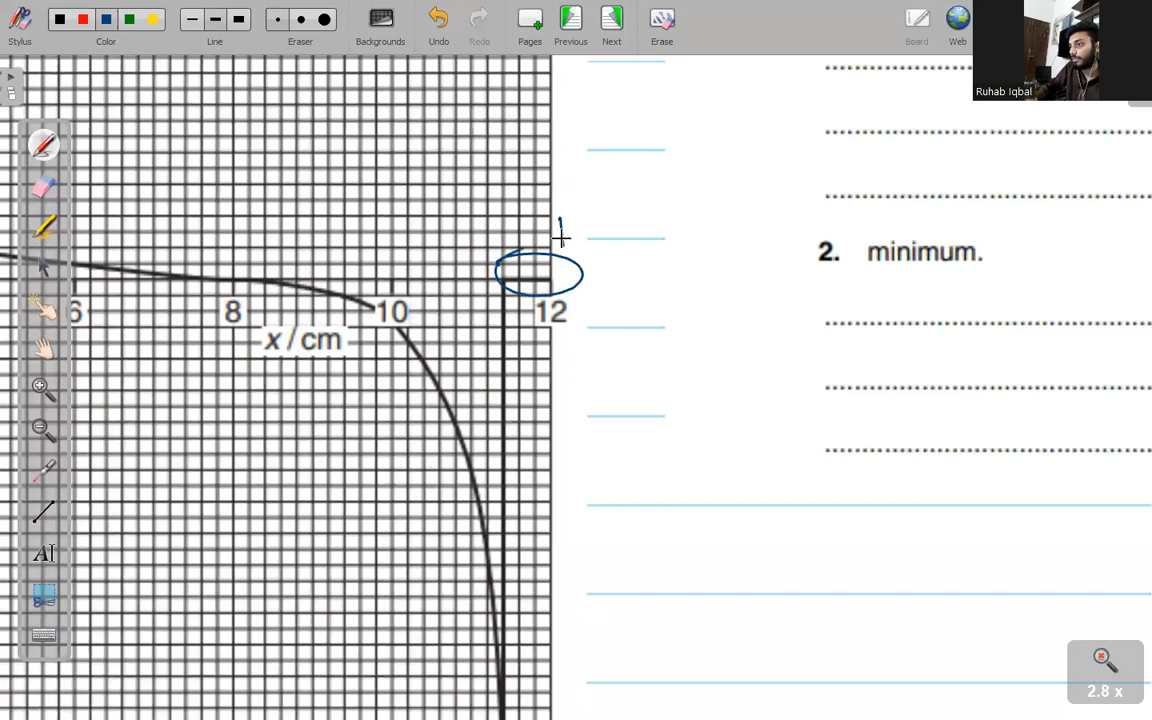 Stylus
Color
Line
Eraser
Backgrounds
Undo
Redo
Pages
Previous
Next
Erase
Board
Web
Ruhab Iqbal
2. minimum.
6 8 10 12
x / cm
AI
2.8 x